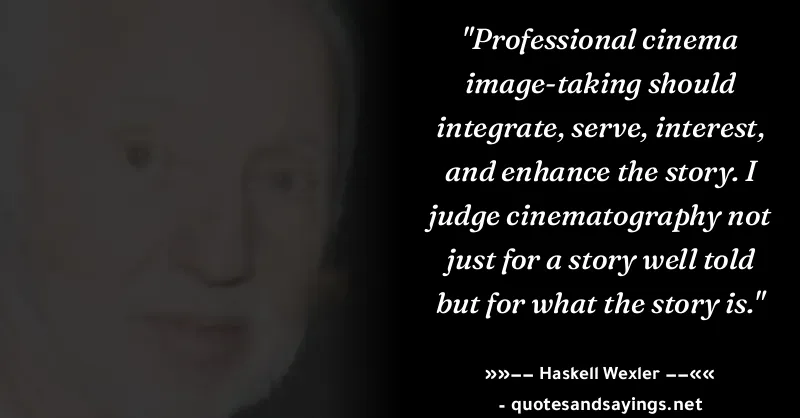 "Professional cinema
image-taking should
integrate, serve, interest,
and enhance the story. I
judge cinematography not
just for a story well told
but for what the story is."
»»–– Haskell Wexler ––««
- quotesandsayings.net